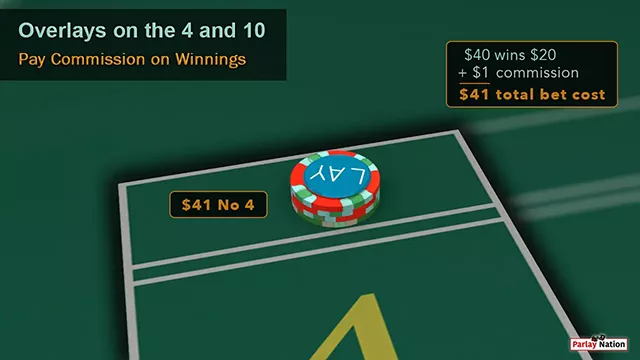 Overlays on the 4 and 10
Pay Commission on Winnings
$40 wins $20
+ $1 commission
$41 total bet cost
LAY
$41 No 4
4
Parlay Nation